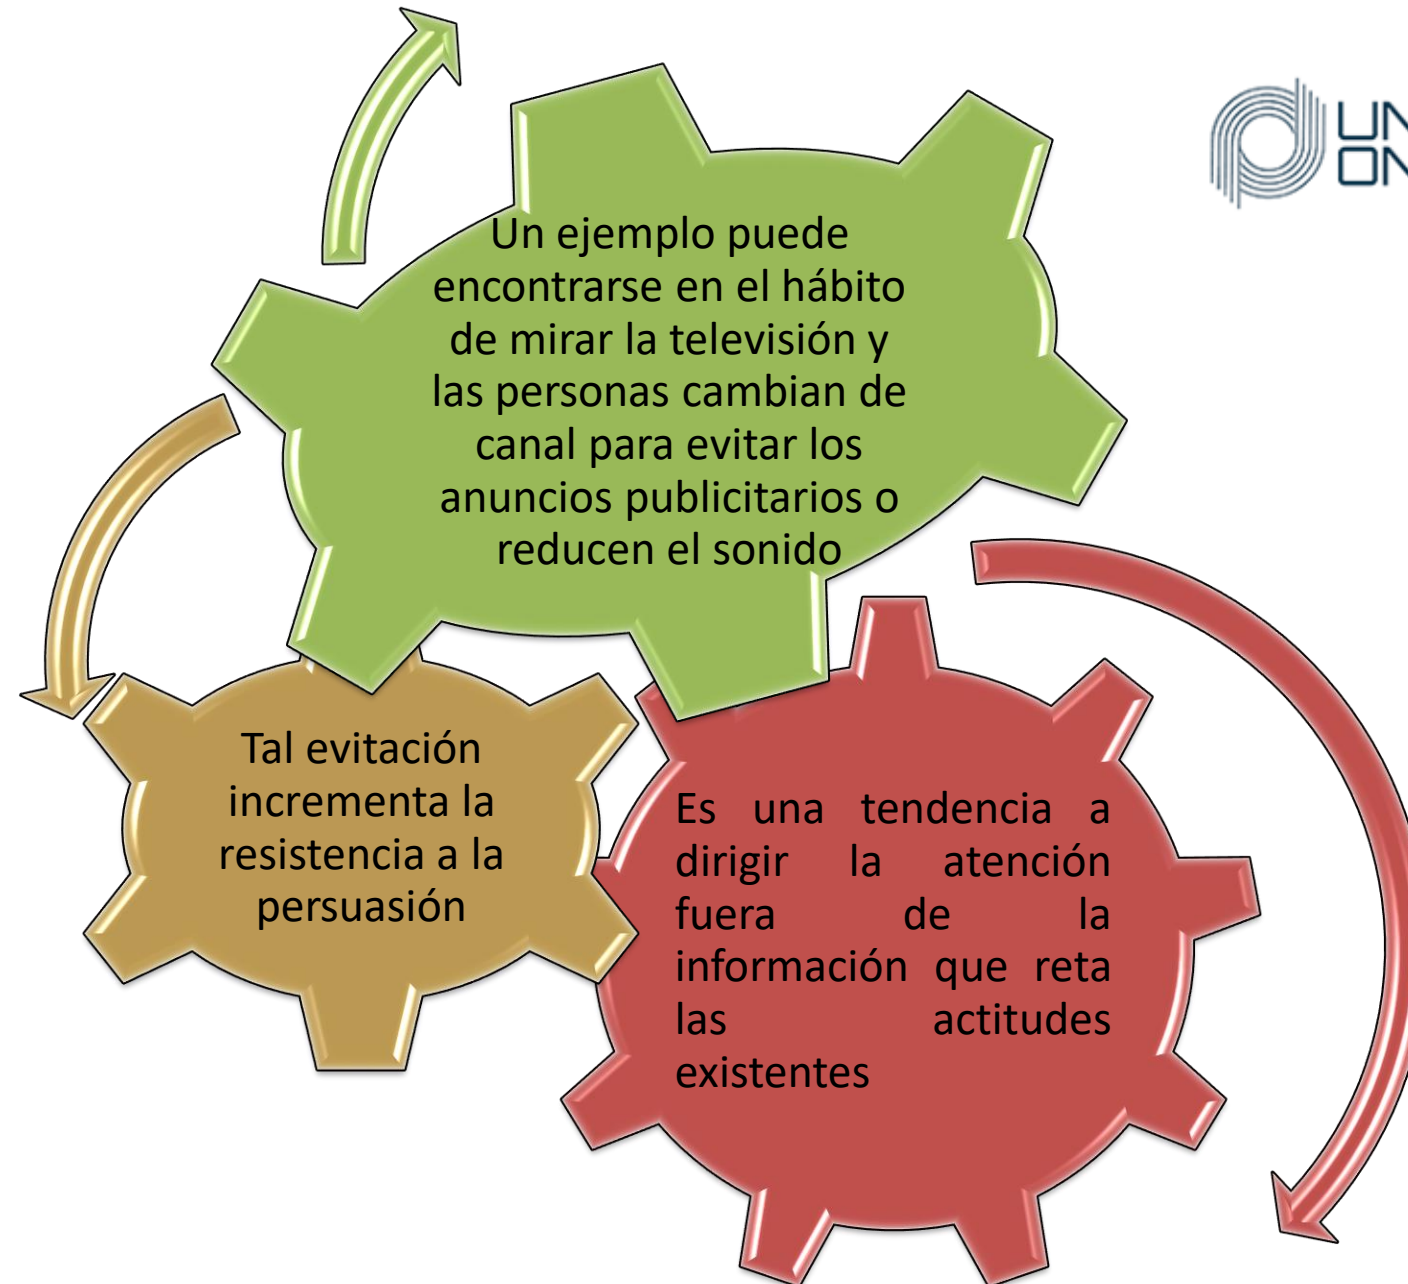 UN
ON
Un ejemplo puede
encontrarse en el hábito
de mirar la televisión y
las personas cambian de
canal para evitar los
anuncios publicitarios o
reducen el sonido
Tal evitación
incrementa la
resistencia a la
persuasión
Es una tendencia a
dirigir la atención
fuera de la
información que reta
las actitudes
existentes